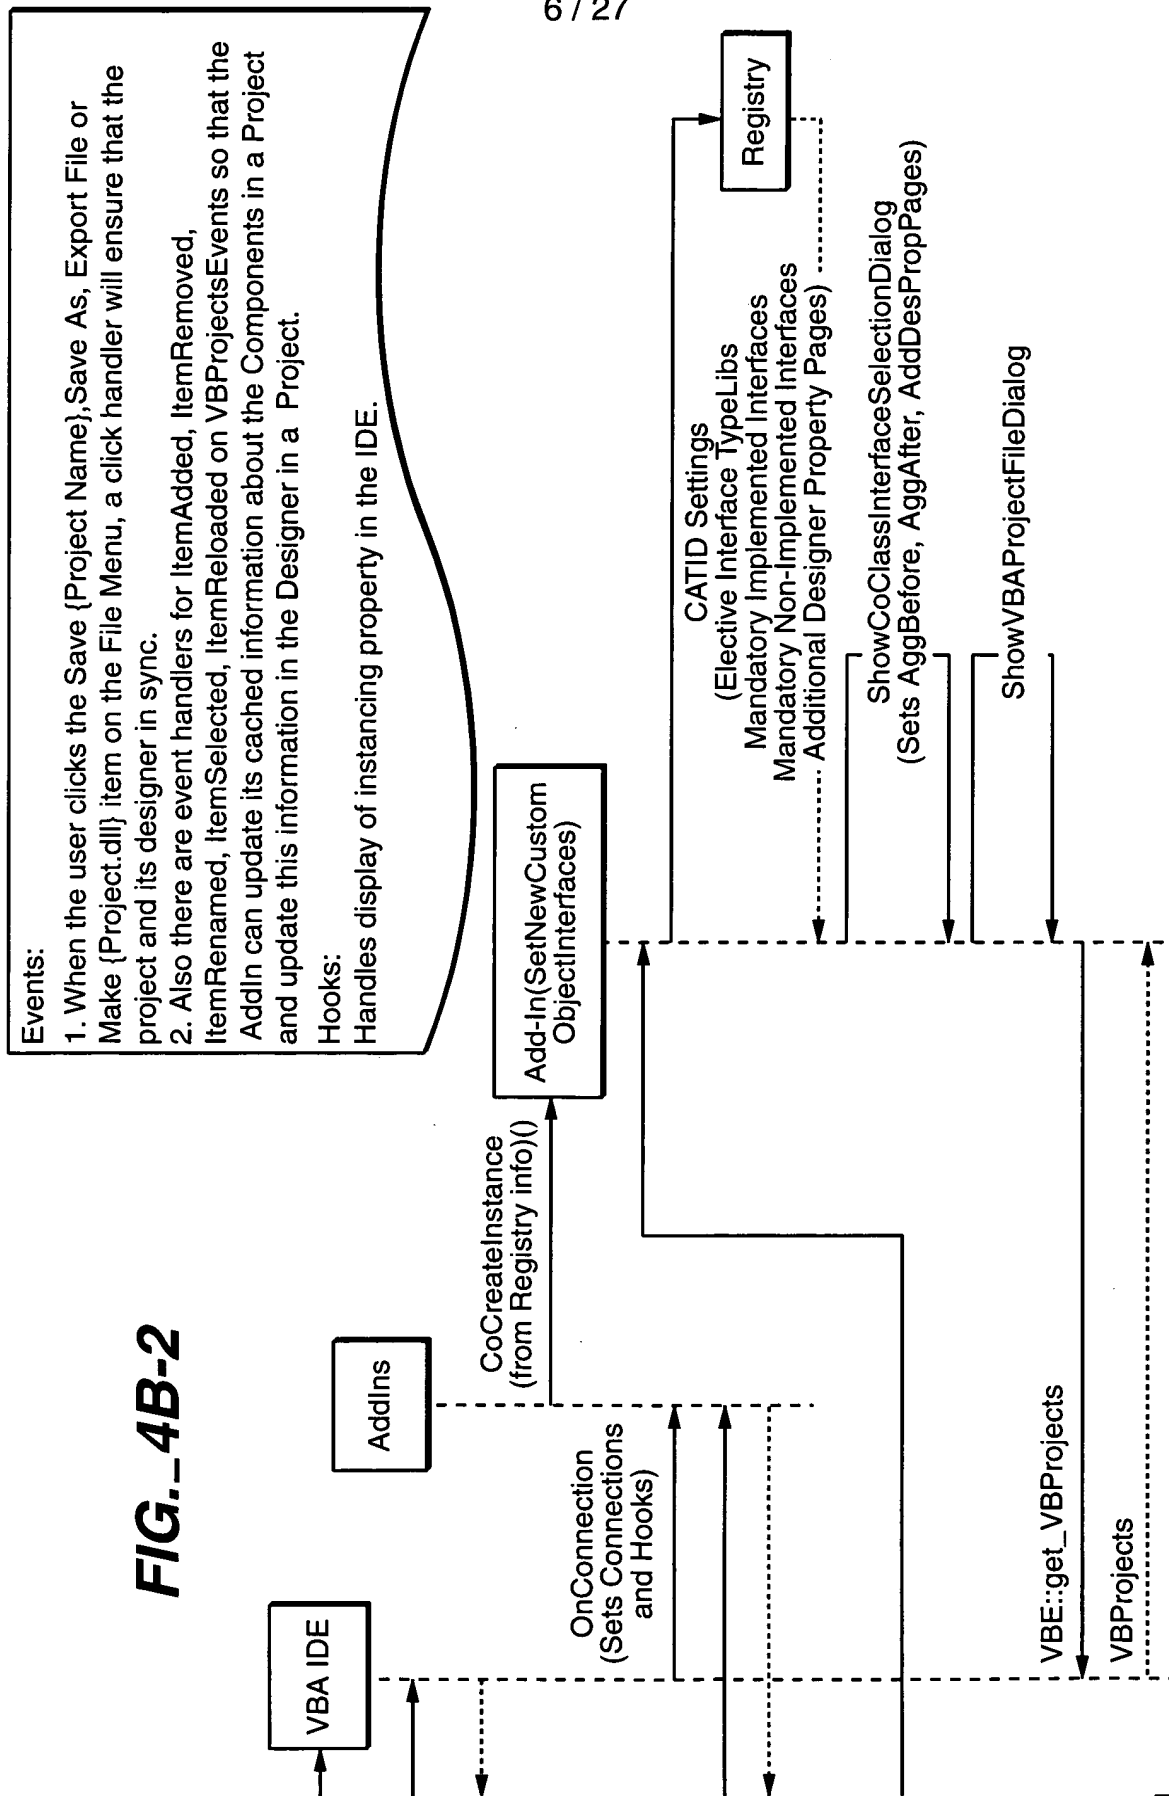 6 / 27
FIG._4B-2
Events:
1. When the user clicks the Save {Project Name},Save As, Export File or
Make {Project.dll} item on the File Menu, a click handler will ensure that the
project and its designer in sync.
2. Also there are event handlers for ItemAdded, ItemRemoved,
ItemRenamed, ItemSelected, ItemReloaded on VBProjectsEvents so that the
AddIn can update its cached information about the Components in a Project
and update this information in the Designer in a Project.
Hooks:
Handles display of instancing property in the IDE.
VBA IDE
AddIns
Add-In(SetNewCustom
ObjectInterfaces)
Registry
CoCreateInstance
(from Registry info)()
OnConnection
(Sets Connections
and Hooks)
CATID Settings
(Elective Interface TypeLibs
Mandatory Implemented Interfaces
Mandatory Non-Implemented Interfaces
Additional Designer Property Pages)
ShowCoClassInterfaceSelectionDialog
(Sets AggBefore, AggAfter, AddDesPropPages)
ShowVBAProjectFileDialog
VBE::get_VBProjects
VBProjects